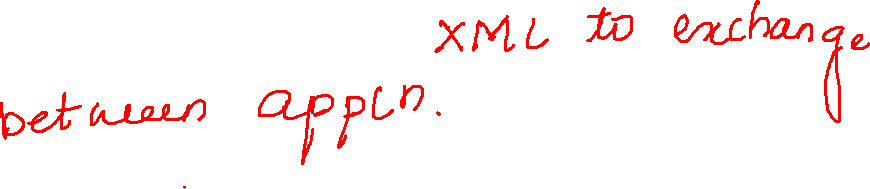 XML to exchange
between appln.